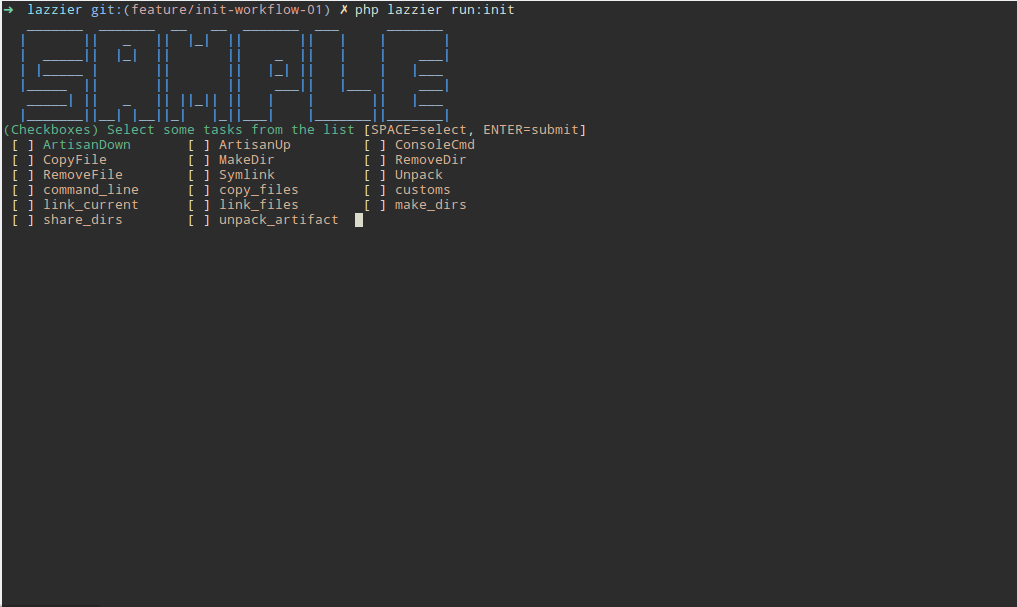 ➜ lazzier git:(feature/init-workflow-01) ✗ php lazzier run:init
SAMPLE
(Checkboxes) Select some tasks from the list [SPACE=select, ENTER=submit]
[ ] ArtisanDown [ ] ArtisanUp [ ] ConsoleCmd
[ ] CopyFile [ ] MakeDir [ ] RemoveDir
[ ] RemoveFile [ ] Symlink [ ] Unpack
[ ] command_line [ ] copy_files [ ] customs
[ ] link_current [ ] link_files [ ] make_dirs
[ ] share_dirs [ ] unpack_artifact